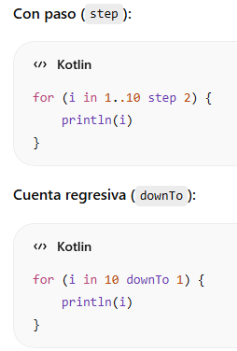 Con paso ( step ):
</> Kotlin
for (i in 1..10 step 2) {
    println(i)
}
Cuenta regresiva ( downTo ):
</> Kotlin
for (i in 10 downTo 1) {
    println(i)
}